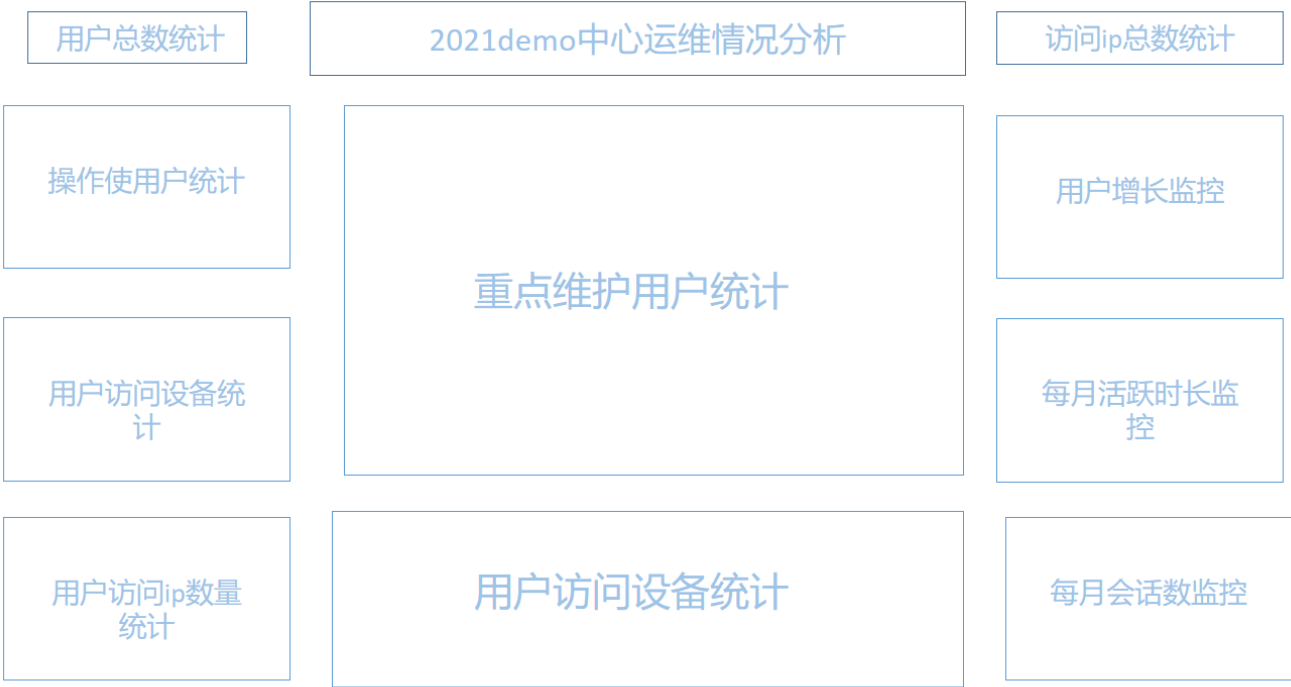 用户总数统计
2021demo中心运维情况分析
访问ip总数统计
操作使用户统计
重点维护用户统计
用户增长监控
用户访问设备统
计
每月活跃时长监
控
用户访问ip数量
统计
用户访问设备统计
每月会话数监控